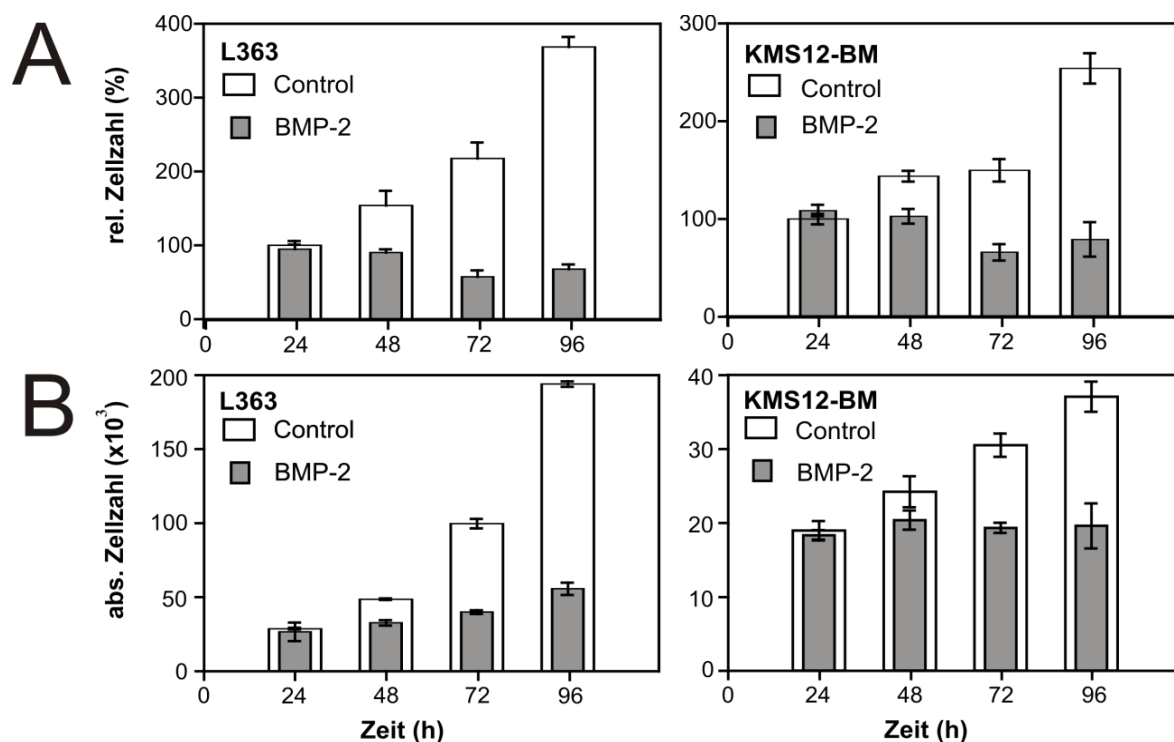 A
rel. Zellzahl (%)
400
300
200
100
0
L363
Control
BMP-2
0
24
48
72
96
300
200
100
0
KMS12-BM
Control
BMP-2
0
24
48
72
96
B
abs. Zellzahl (x10³)
200
150
100
50
0
L363
Control
BMP-2
0
24
48
72
96
Zeit (h)
40
30
20
10
0
KMS12-BM
Control
BMP-2
0
24
48
72
96
Zeit (h)